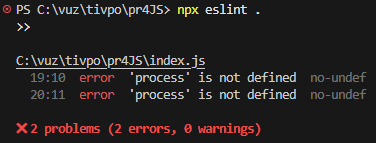 PS C:\vuz\tivpo\pr4JS> npx eslint .
>>
C:\vuz\tivpo\pr4JS\index.js
19:10 error 'process' is not defined no-undef
20:11 error 'process' is not defined no-undef
✖ 2 problems (2 errors, 0 warnings)